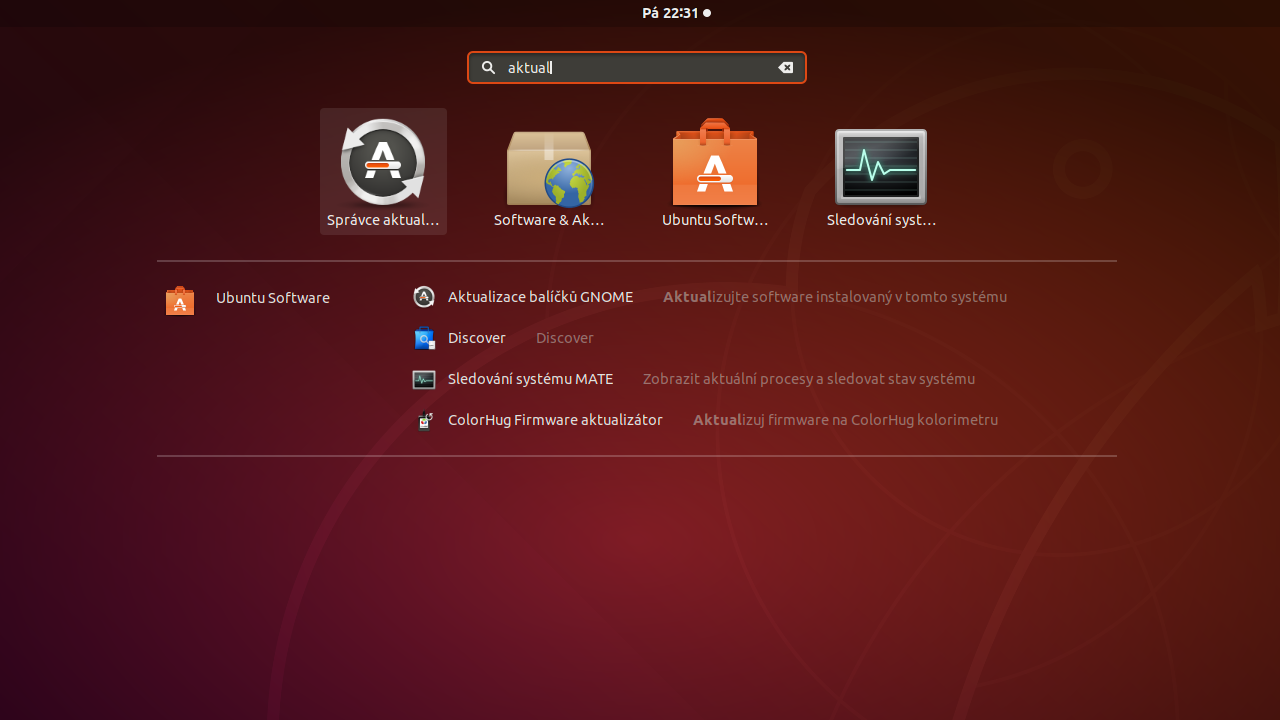 Pá 22:31
aktual
Správce aktual…
Software & Ak…
Ubuntu Softw…
Sledování syst…
Ubuntu Software
Aktualizace balíčků GNOME Aktualizujte software instalovaný v tomto systému
Discover Discover
Sledování systému MATE Zobrazit aktuální procesy a sledovat stav systému
ColorHug Firmware aktualizátor Aktualizuj firmware na ColorHug kolorimetru